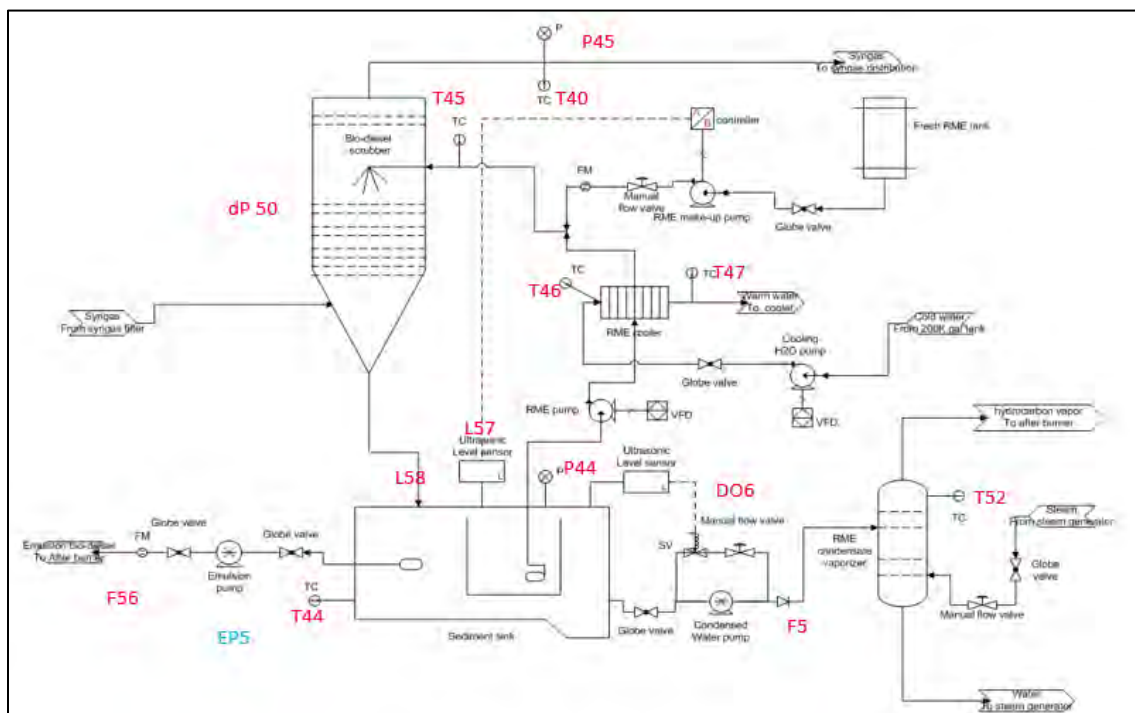 P
P45
Syngas
To syngas distribution
T45
TC
T40
TC
A
B
controller
Fresh RME tank
Bio-diesel
scrubber
FM
Manual
flow valve
RME make-up pump
Globe valve
dP 50
TC
T46
TC
T47
Warm water
To cooler
RME cooler
Syngas
From syngas filter
Cold water
From 200K gal tank
Cooling
H2O pump
Globe valve
RME pump
VFD
VFD
hydrocarbon vapor
To after burner
L57
Ultrasonic
Level sensor
L
L58
P
P44
Ultrasonic
Level sensor
L
DO6
T52
TC
Steam
From steam generator
Manual flow valve
SV
RME
condensate
vaporizer
Globe
valve
Globe valve
FM
Globe valve
Emulsion bio-diesel
To After burner
Emulsion
pump
F56
TC
T44
EP5
Sediment tank
Globe valve
Condensed
Water pump
F5
Manual flow valve
Water
To steam generator